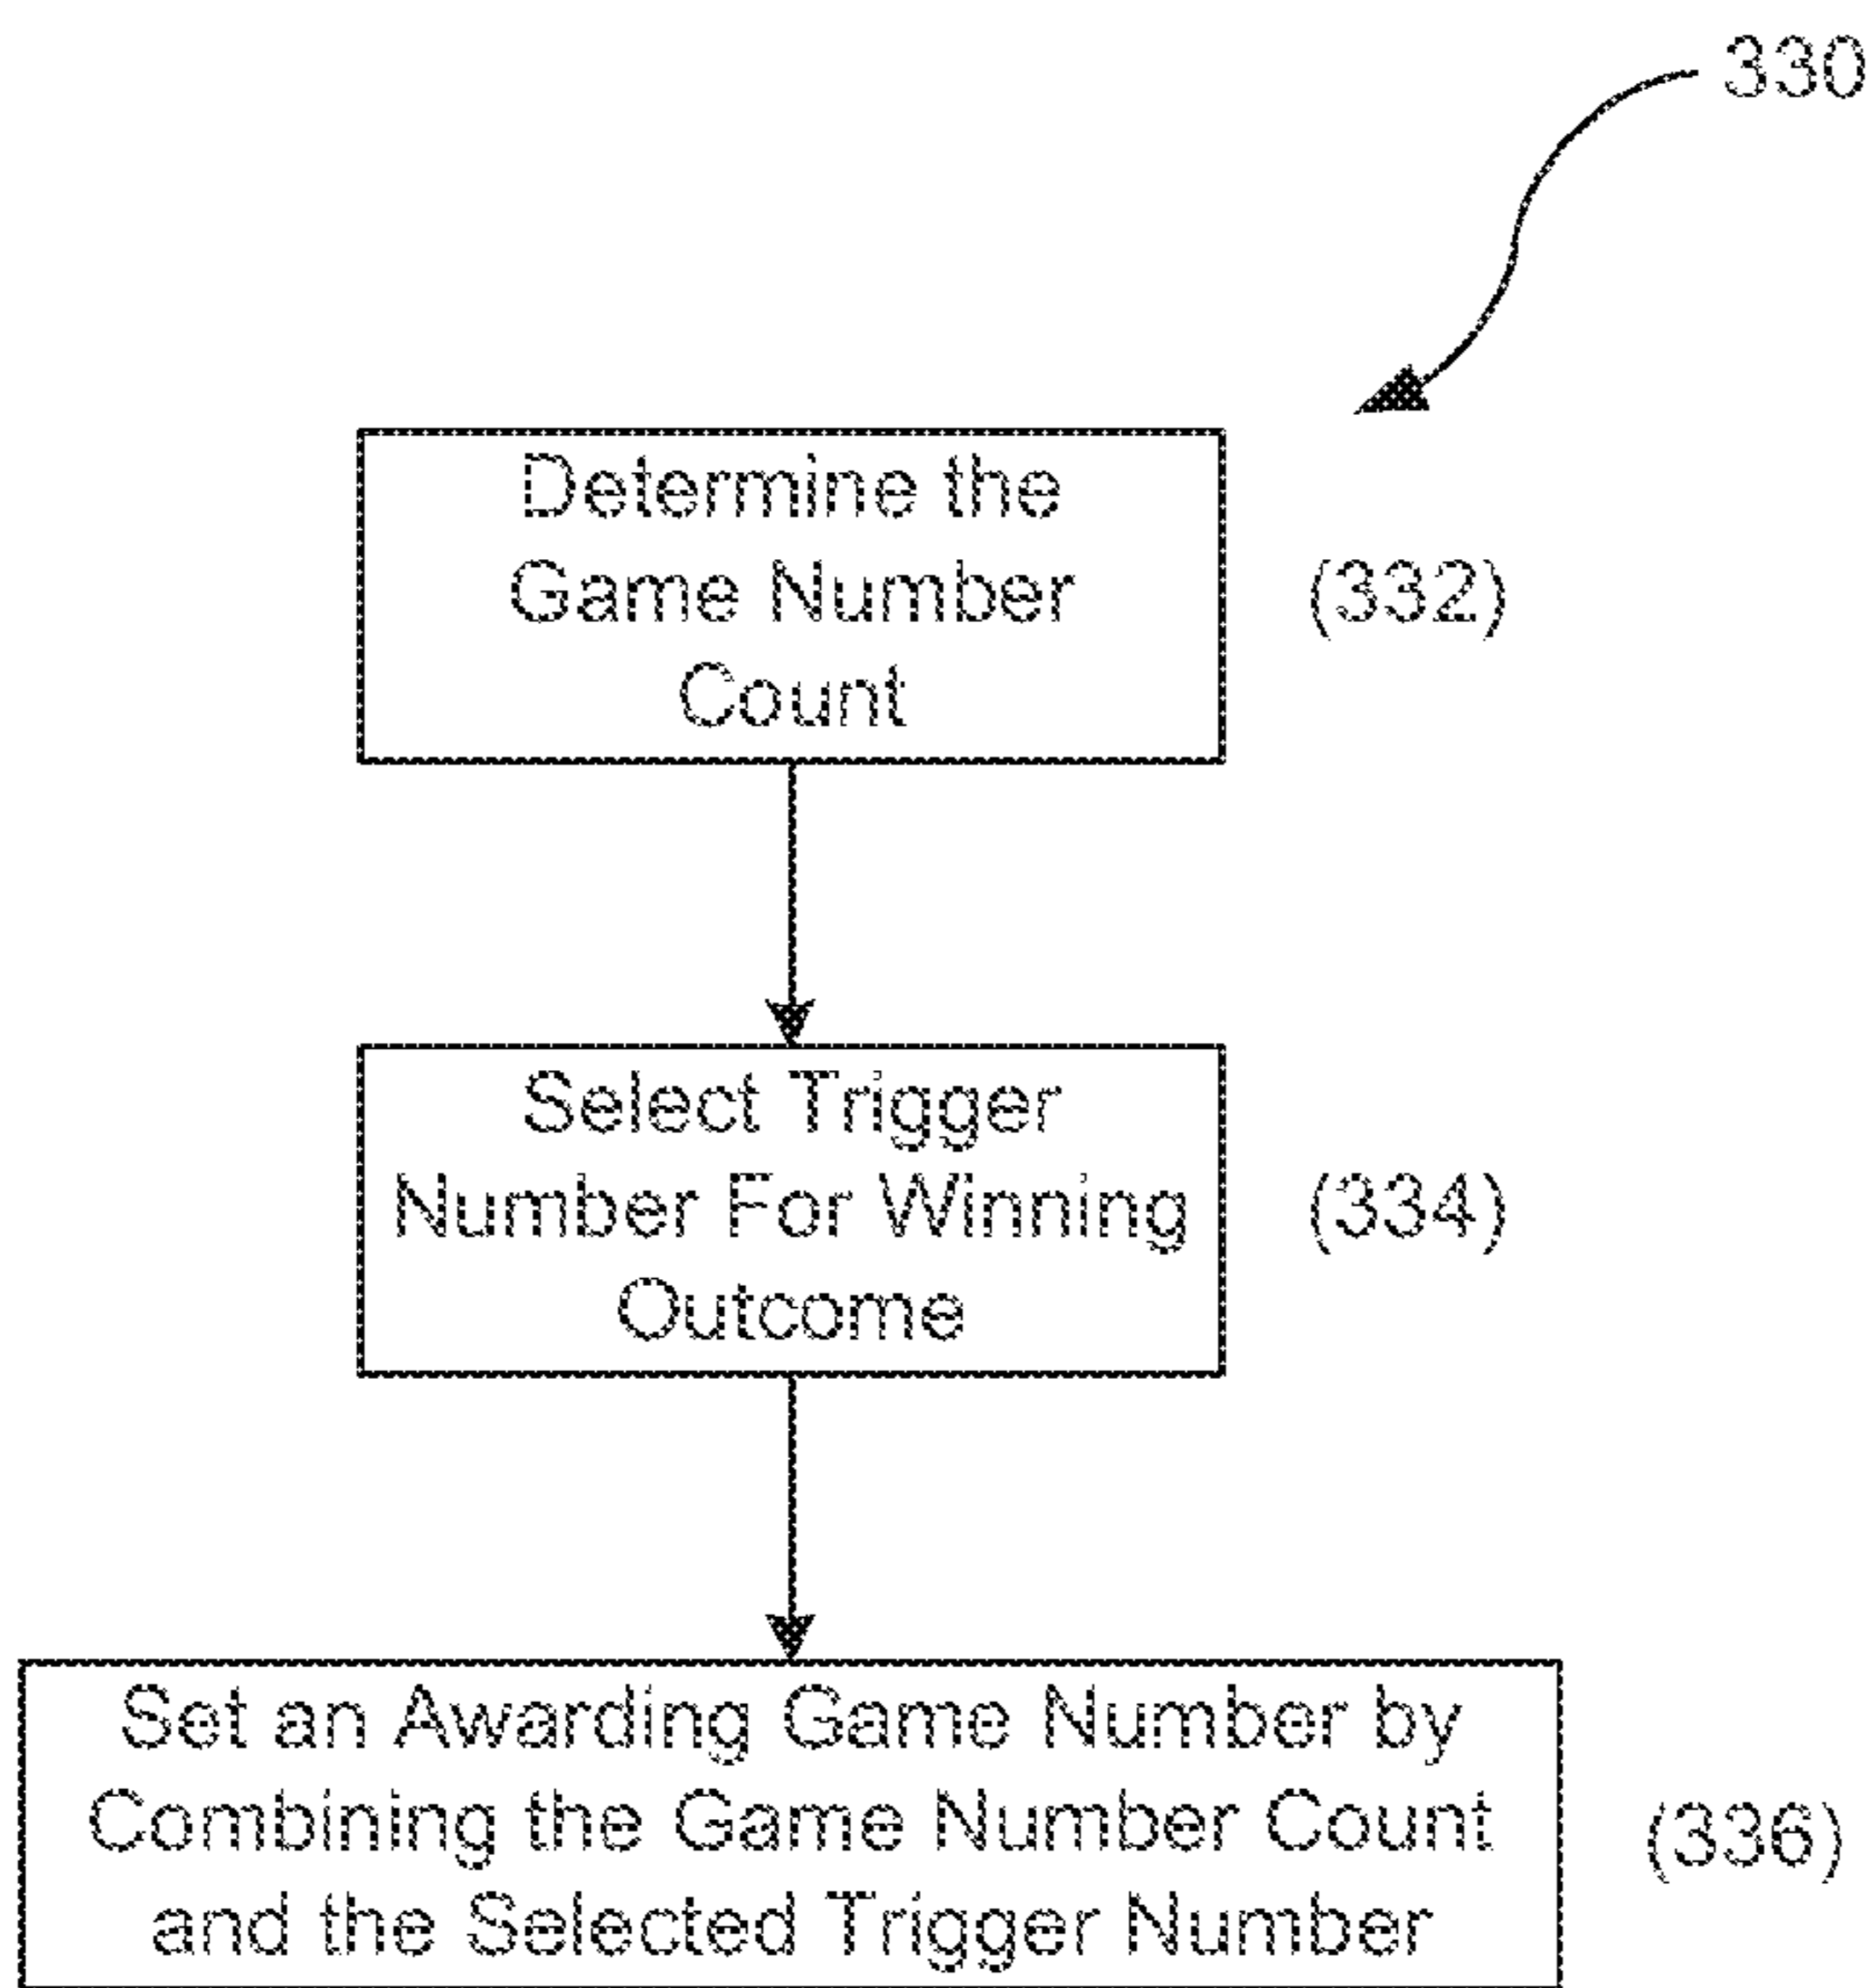 330
Determine the
Game Number
Count
(332)
Select Trigger
Number For Winning
Outcome
(334)
Set an Awarding Game Number by
Combining the Game Number Count
and the Selected Trigger Number
(336)